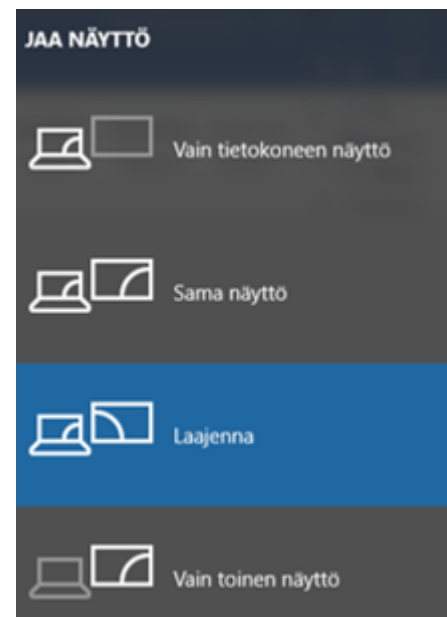 JAA NÄYTTÖ
Vain tietokoneen näyttö
Sama näyttö
Laajenna
Vain toinen näyttö